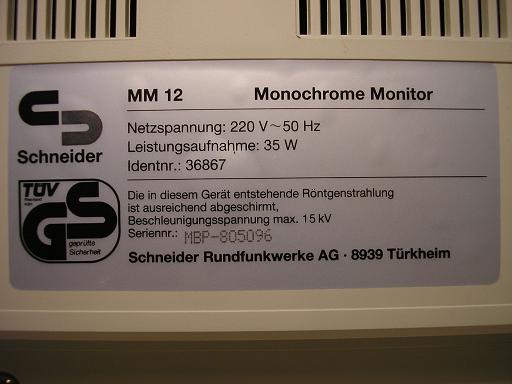 MM 12 Monochrome Monitor
Schneider
Netzspannung: 220 V~50 Hz
Leistungsaufnahme: 35 W
Identnr.: 36867
TÜV
Rheinland
GS
geprüfte
Sicherheit
Die in diesem Gerät entstehende Röntgenstrahlung
ist ausreichend abgeschirmt,
Beschleunigungsspannung max. 15 kV
Seriennr.: MBP-805096
Schneider Rundfunkwerke AG · 8939 Türkheim